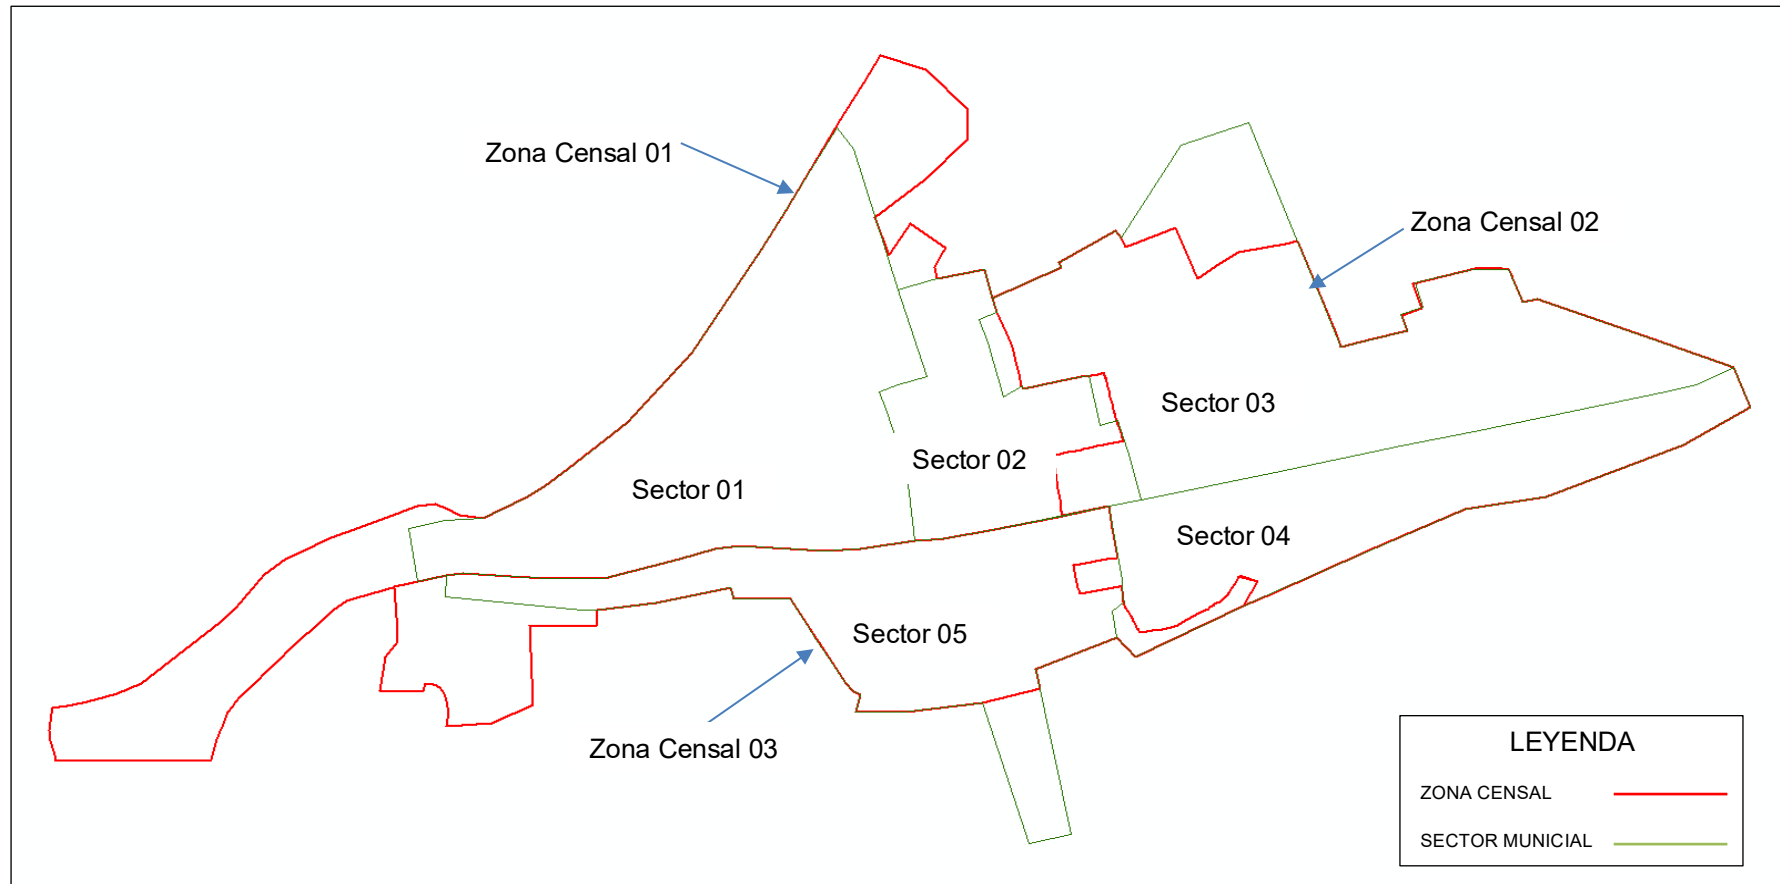 Zona Censal 01
Zona Censal 02
Sector 03
Sector 02
Sector 01
Sector 04
Sector 05
Zona Censal 03
LEYENDA
ZONA CENSAL
SECTOR MUNICIAL